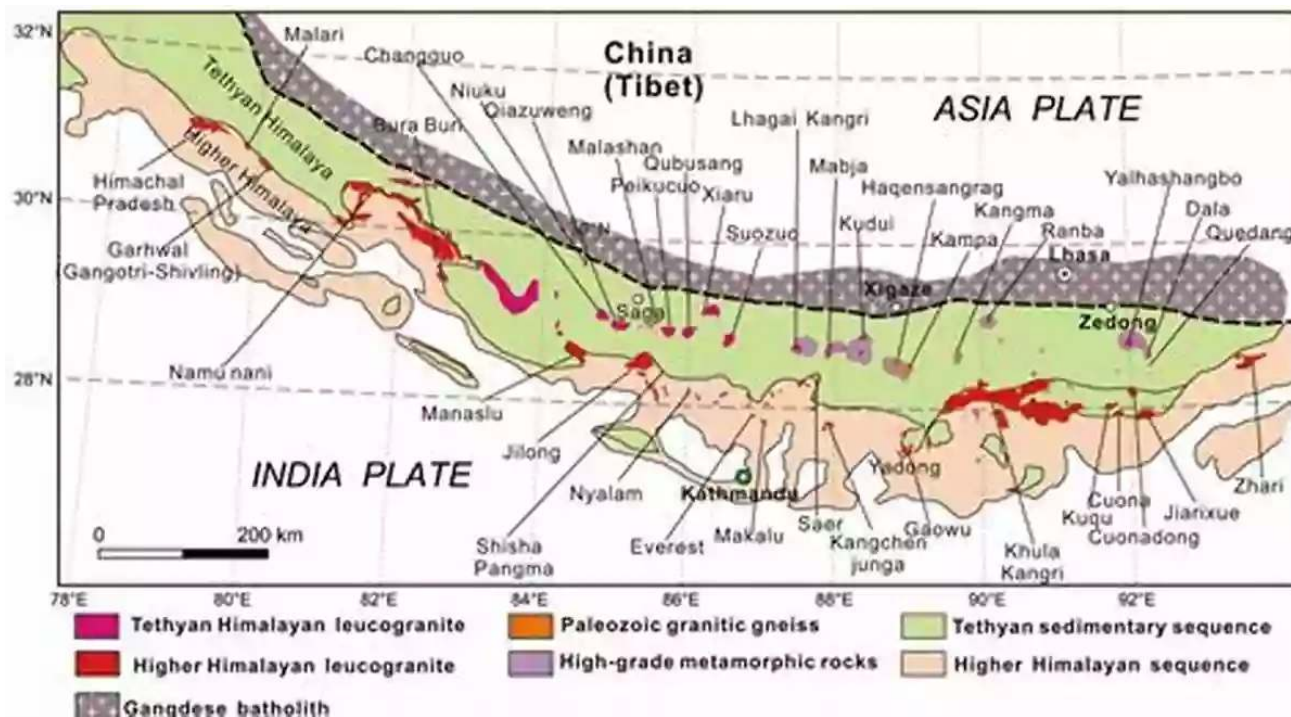 32°N
Malari
Changguo
China
(Tibet)
ASIA PLATE
Tethyan Himalaya
Niuku
Qiazuweng
Lhagai Kangri
Bura Buri
Malashan
Qubusang
Mabja
Yalhashangbo
Higher Himalaya
Peikucuo
Xiaru
Haqensangrag
Himachal
Pradesh
Kangma
Dala
30°N
Suozuo
Kudui
Kampa
Ranba
Quedang
Garhwal
(Gangotri-Shivling)
Lhasa
Xigaze
Saga
Zedong
Namu nani
28°N
Manaslu
Jilong
INDIA PLATE
Nyalam
Kathmandu
Yadong
Zhari
Cuona
Kuqu
Jianxue
Saer
Gaowu
Makalu
Everest
Cuonadong
Kangchen
junga
Shisha
Pangma
Khula
Kangri
0
200 km
78°E
80°E
82°E
84°E
86°E
88°E
90°E
92°E
Tethyan Himalayan leucogranite
Paleozoic granitic gneiss
Tethyan sedimentary sequence
Higher Himalayan leucogranite
High-grade metamorphic rocks
Higher Himalayan sequence
Gangdese batholith